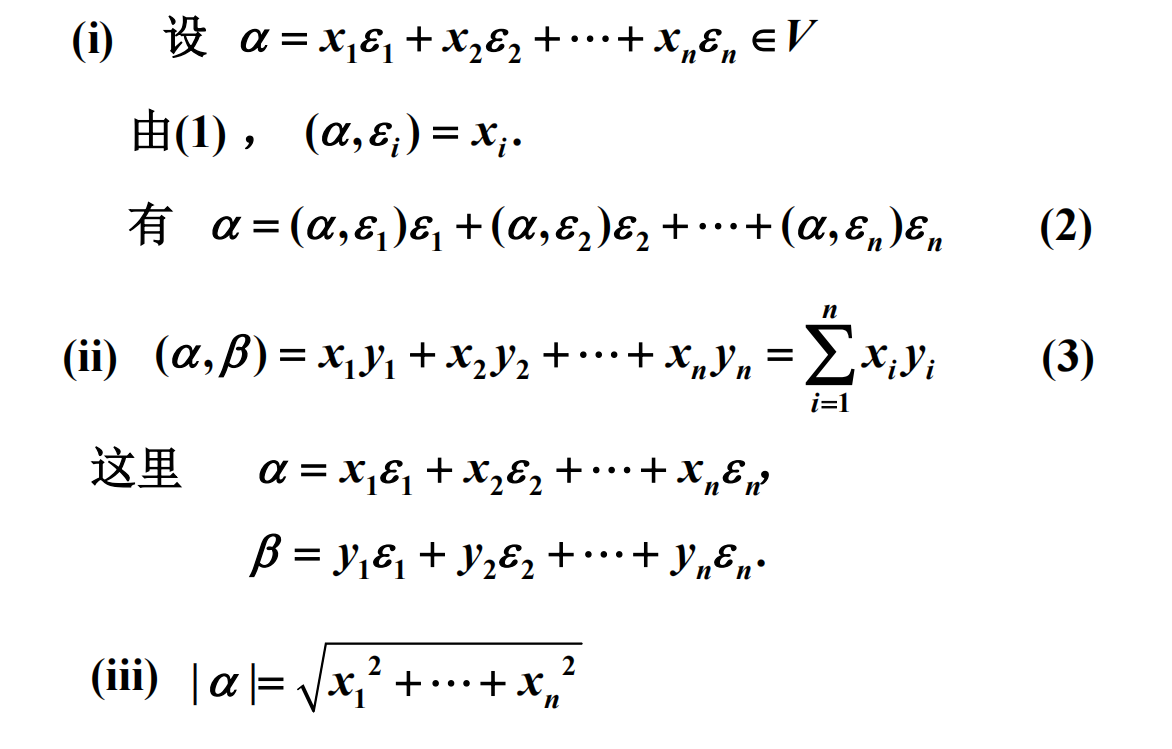 (i) 设 α = x₁ε₁ + x₂ε₂ + ⋯ + xₙεₙ ∈ V
由(1)， (α, εᵢ) = xᵢ.
有 α = (α, ε₁)ε₁ + (α, ε₂)ε₂ + ⋯ + (α, εₙ)εₙ (2)
(ii) (α, β) = x₁y₁ + x₂y₂ + ⋯ + xₙyₙ = ∑ᵢ₌₁ⁿ xᵢyᵢ (3)
这里 α = x₁ε₁ + x₂ε₂ + ⋯ + xₙεₙ,
β = y₁ε₁ + y₂ε₂ + ⋯ + yₙεₙ.
(iii) |α| = √(x₁² + ⋯ + xₙ²)